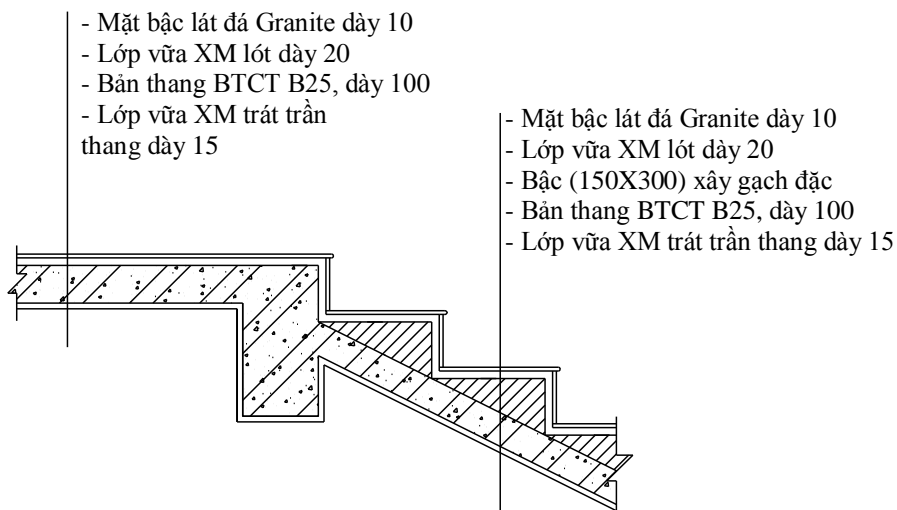 - Mặt bậc lát đá Granite dày 10
- Lớp vữa XM lót dày 20
- Bản thang BTCT B25, dày 100
- Lớp vữa XM trát trần
thang dày 15
- Mặt bậc lát đá Granite dày 10
- Lớp vữa XM lót dày 20
- Bậc (150X300) xây gạch đặc
- Bản thang BTCT B25, dày 100
- Lớp vữa XM trát trần thang dày 15